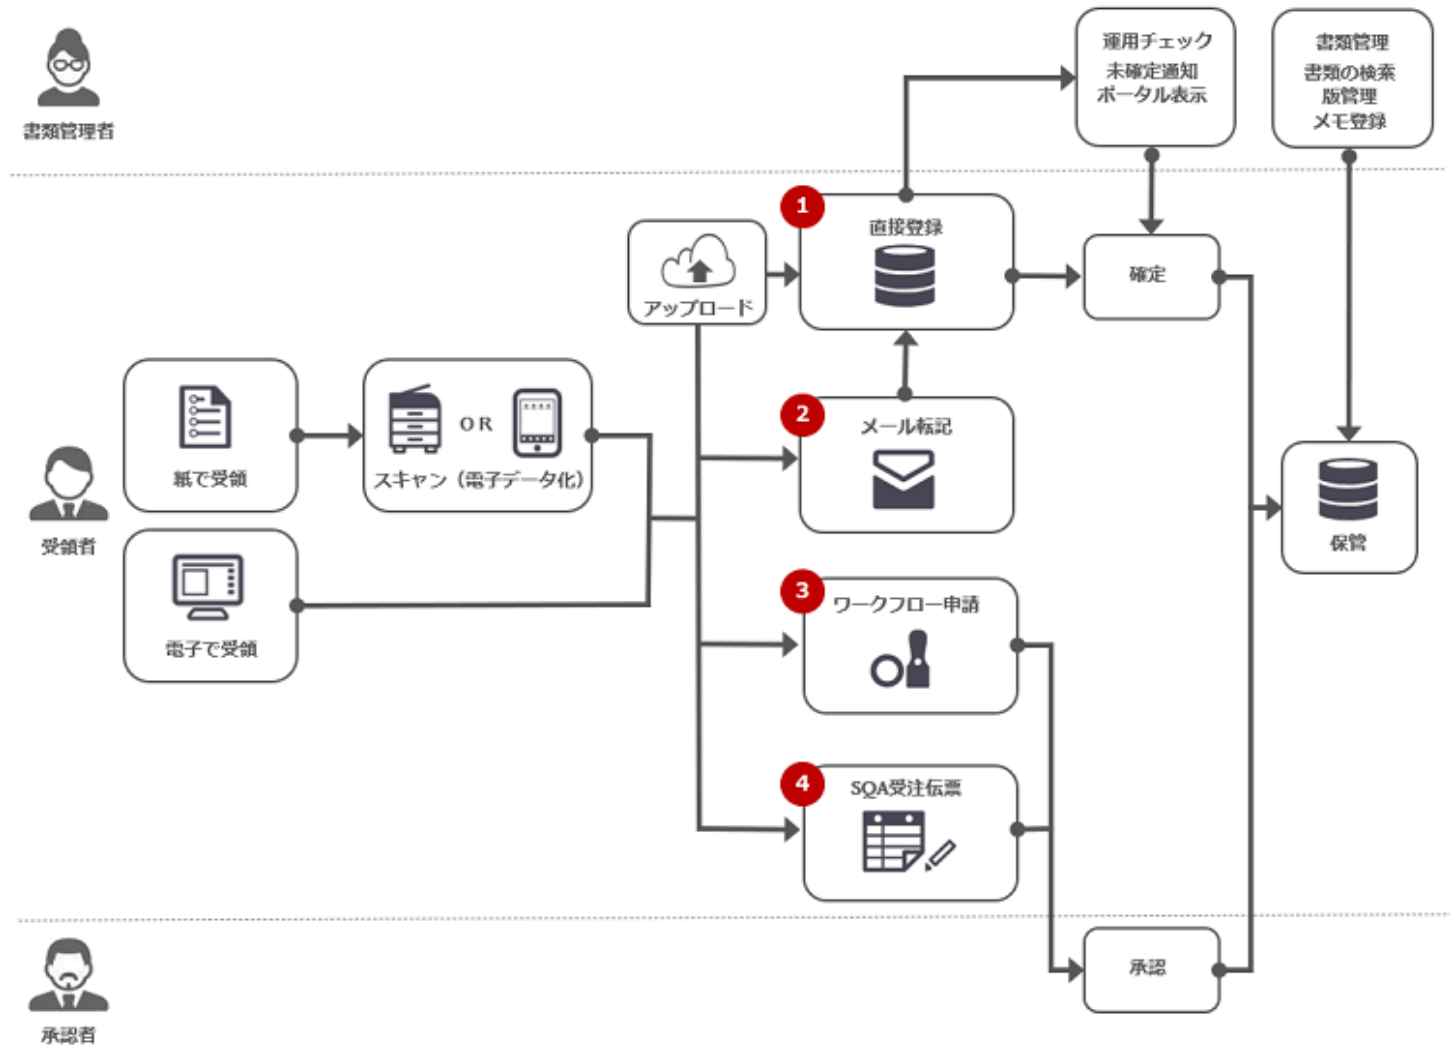 書類管理者
運用チェック
未確定通知
ポータル表示
書類管理
書類の検索
版管理
メモ登録
1
直接登録
アップロード
確定
紙で受領
OR
スキャン（電子データ化）
2
メール転記
受領者
保管
電子で受領
3
ワークフロー申請
4
SQA受注伝票
承認者
承認